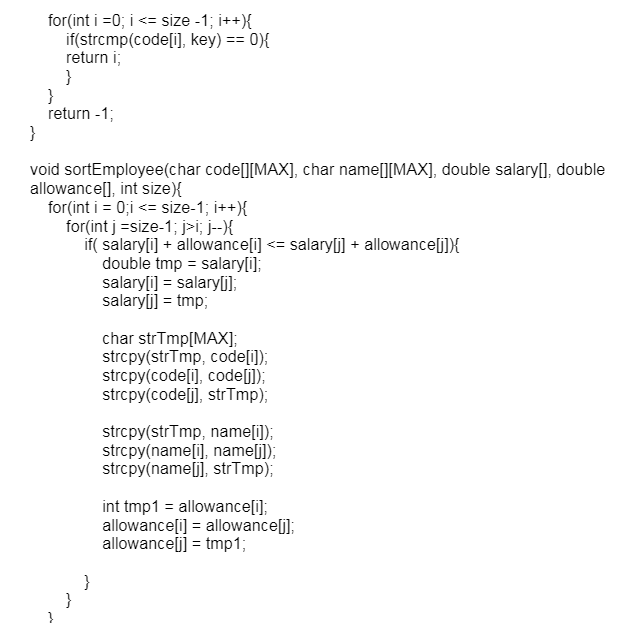 for(int i =0; i <= size -1; i++){
if(strcmp(code[i], key) == 0){
return i;
}
}
return -1;
}
void sortEmployee(char code[][MAX], char name[][MAX], double salary[], double
allowance[], int size){
for(int i = 0;i <= size-1; i++){
for(int j =size-1; j>i; j--){
if( salary[i] + allowance[i] <= salary[j] + allowance[j]){
double tmp = salary[i];
salary[i] = salary[j];
salary[j] = tmp;
char strTmp[MAX];
strcpy(strTmp, code[i]);
strcpy(code[i], code[j]);
strcpy(code[j], strTmp);
strcpy(strTmp, name[i]);
strcpy(name[i], name[j]);
strcpy(name[j], strTmp);
int tmp1 = allowance[i];
allowance[i] = allowance[j];
allowance[j] = tmp1;
}
}
}